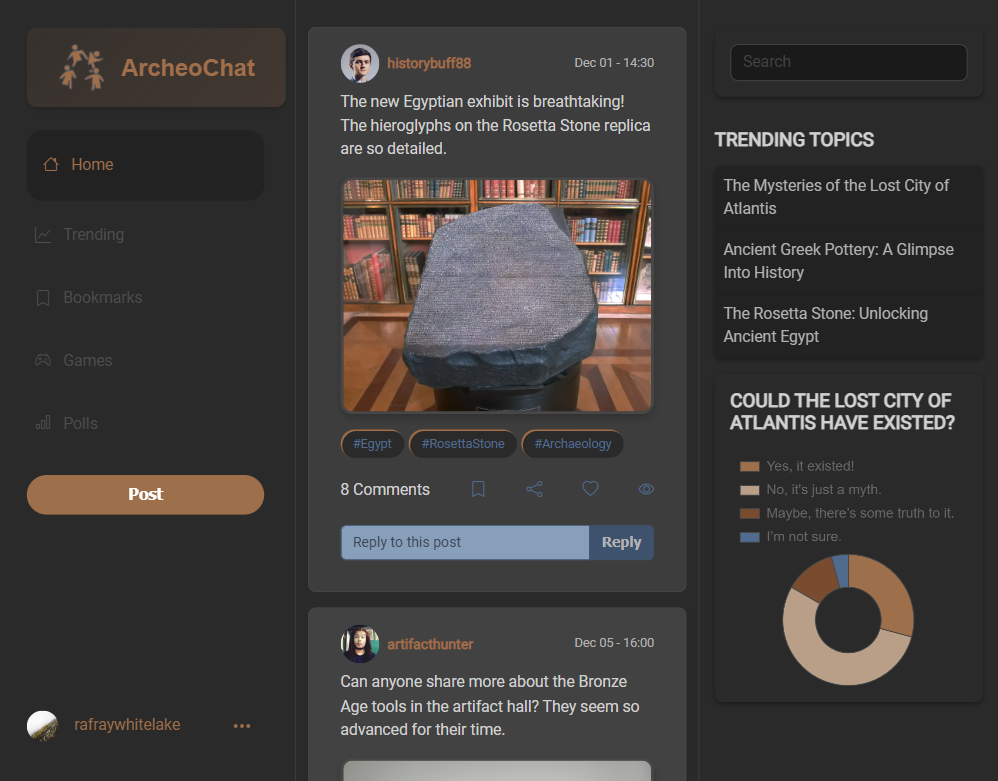 ArcheoChat
Home
Trending
Bookmarks
Games
Polls
Post
rafraywhitelake
historybuff88
Dec 01 - 14:30
The new Egyptian exhibit is breathtaking!
The hieroglyphs on the Rosetta Stone replica
are so detailed.
#Egypt
#RosettaStone
#Archaeology
8 Comments
Reply to this post
Reply
artifacthunter
Dec 05 - 16:00
Can anyone share more about the Bronze
Age tools in the artifact hall? They seem so
advanced for their time.
Search
TRENDING TOPICS
The Mysteries of the Lost City of
Atlantis
Ancient Greek Pottery: A Glimpse
Into History
The Rosetta Stone: Unlocking
Ancient Egypt
COULD THE LOST CITY OF
ATLANTIS HAVE EXISTED?
Yes, it existed!
No, it's just a myth.
Maybe, there's some truth to it.
I'm not sure.